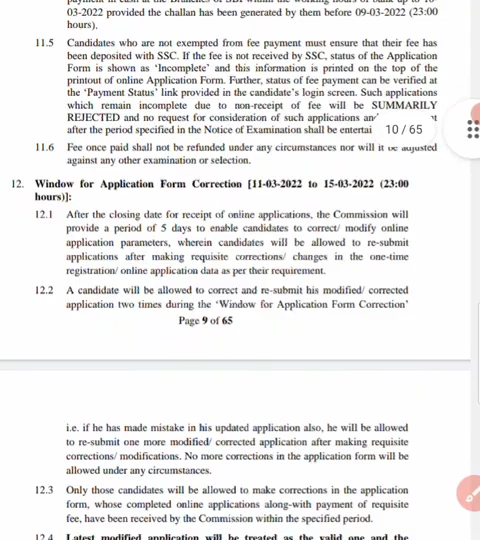 03-2022 provided the challan has been generated by them before 09-03-2022 (23:00
hours).
11.5 Candidates who are not exempted from fee payment must ensure that their fee has
been deposited with SSC. If the fee is not received by SSC, status of the Application
Form is shown as ‘Incomplete’ and this information is printed on the top of the
printout of online Application Form. Further, status of fee payment can be verified at
the ‘Payment Status’ link provided in the candidate's login screen. Such applications
which remain incomplete due to non-receipt of fee will be SUMMARILY
REJECTED and no request for consideration of such applications
after the period specified in the Notice of Examination shall be
10 / 65
11.6 Fee once paid shall not be refunded under any circumstances nor will it be adjusted
against any other examination or selection.
12. Window for Application Form Correction [11-03-2022 to 15-03-2022 (23:00
hours)]:
12.1 After the closing date for receipt of online applications, the Commission will
provide a period of 5 days to enable candidates to correct/ modify online
application parameters, wherein candidates will be allowed to re-submit
applications after making requisite corrections/ changes in the one-time
registration/ online application data as per their requirement.
12.2 A candidate will be allowed to correct and re-submit his modified/ corrected
application two times during the ‘Window for Application Form Correction’
Page 9 of 65
i.e. if he has made mistake in his updated application also, he will be allowed
to re-submit one more modified/ corrected application after making requisite
corrections/ modifications. No more corrections in the application form will be
allowed under any circumstances.
12.3 Only those candidates will be allowed to make corrections in the application
form, whose completed online applications along-with payment of requisite
fee, have been received by the Commission within the specified period.
12.4 Latest modified application will be treated as the valid one and the